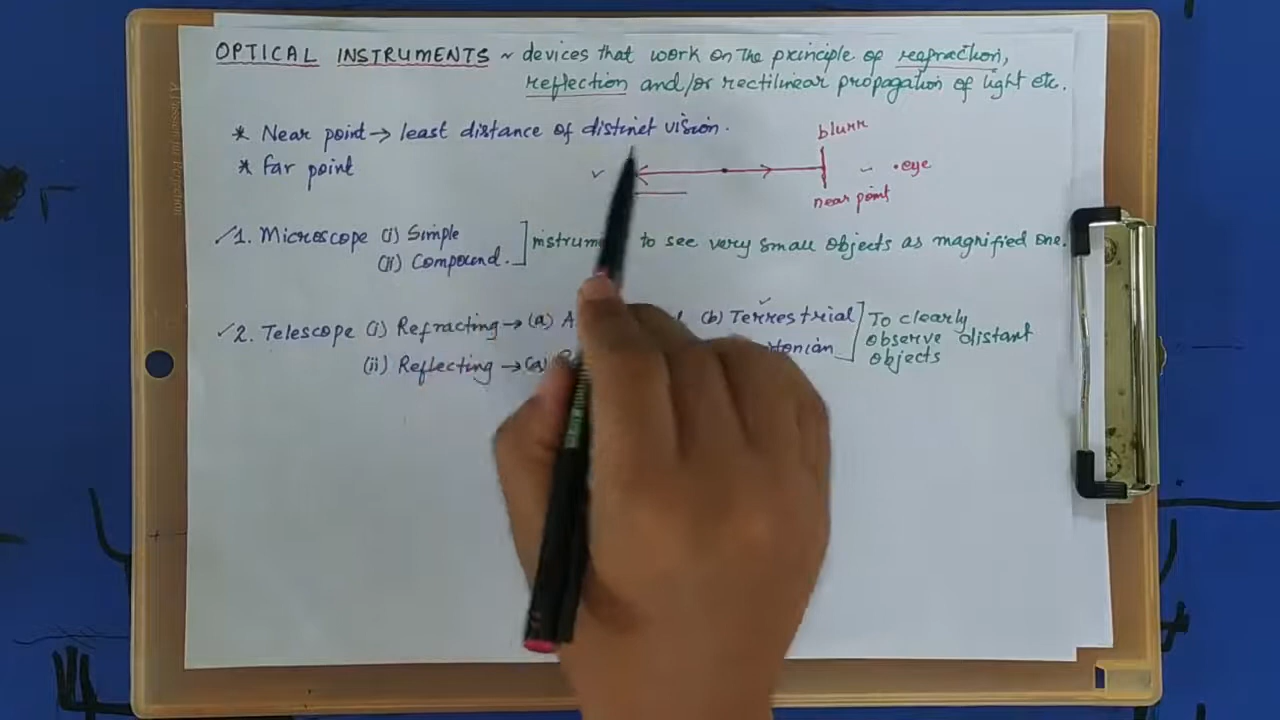 OPTICAL INSTRUMENTS ~ devices that work on the principle of refraction,
reflection and/or rectilinear propagation of light etc.
* Near point → least distance of distinct vision.
* Far point
blurr
eye
near point
1. Microscope (i) Simple
(ii) Compound.
to see very small objects as magnified one.
2. Telescope (i) Refracting → (a) (b) Terrestrial
(ii) Reflecting → (a)
To clearly
observe distant
objects